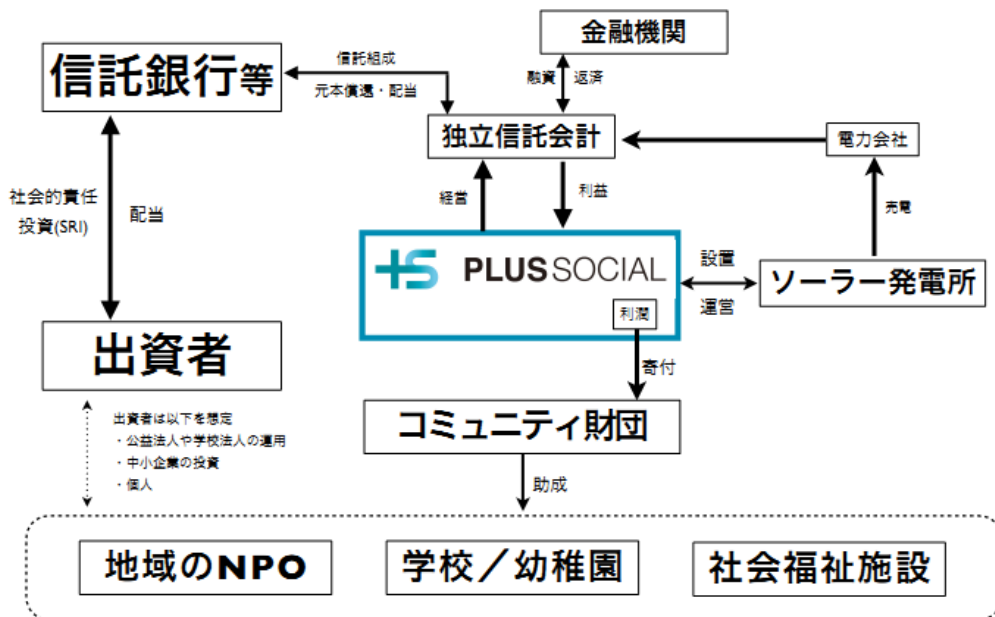 金融機関
信託銀行等
信託組成
元本償還・配当
融資 返済
独立信託会計
電力会社
社会的責任
投資(SRI)
配当
経営
利益
売電
PLUS SOCIAL
設置
運営
ソーラー発電所
利潤
出資者
寄付
出資者は以下を想定
・公益法人や学校法人の運用
・中小企業の投資
・個人
コミュニティ財団
助成
地域のNPO
学校／幼稚園
社会福祉施設